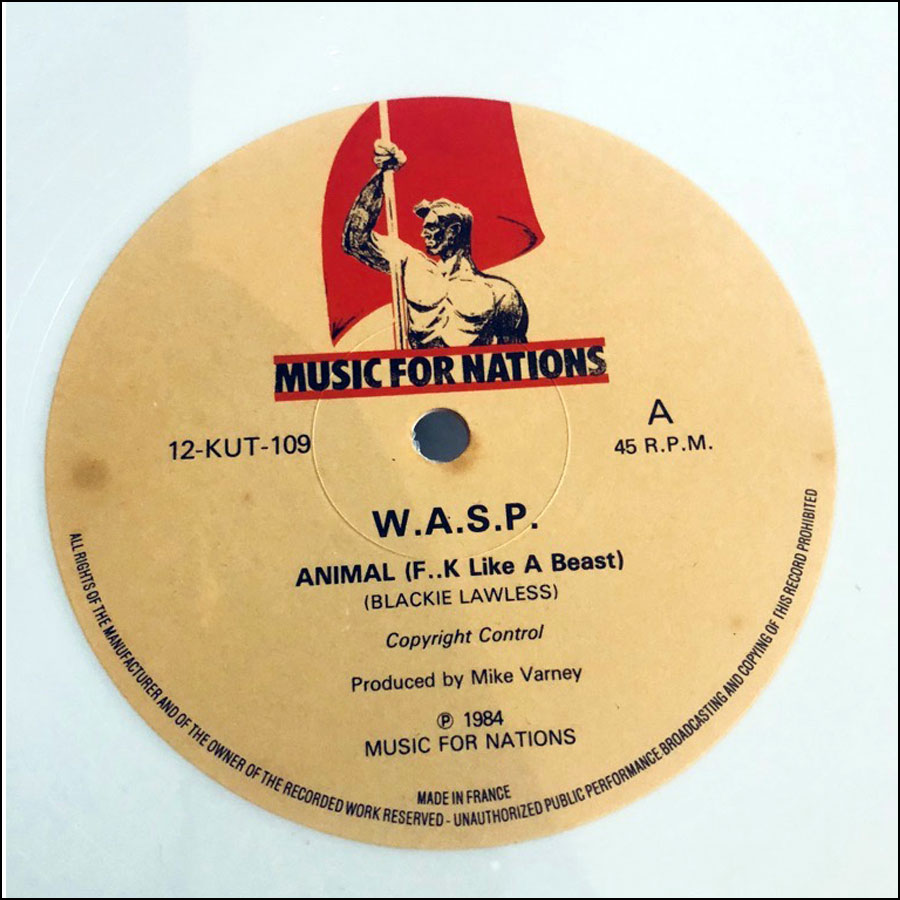 MUSIC FOR NATIONS
12-KUT-109
A
45 R.P.M.
W.A.S.P.
ANIMAL (F..K Like A Beast)
(BLACKIE LAWLESS)
Copyright Control
Produced by Mike Varney
℗ 1984
MUSIC FOR NATIONS
MADE IN FRANCE
ALL RIGHTS OF THE MANUFACTURER AND OF THE OWNER OF THE RECORDED WORK RESERVED - UNAUTHORIZED PUBLIC PERFORMANCE BROADCASTING AND COPYING OF THIS RECORD PROHIBITED